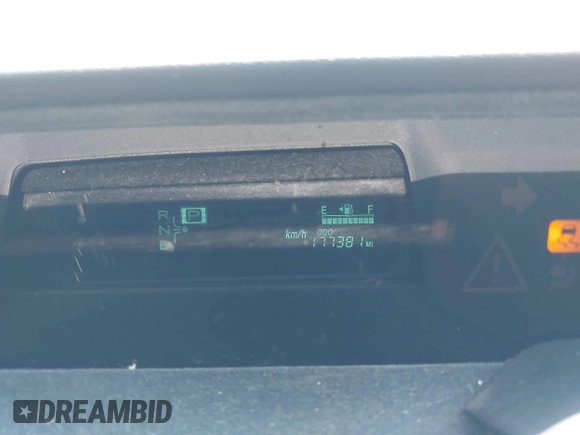 R P
N
B
E F
km/h
ODO
177381 MI
DREAMBID